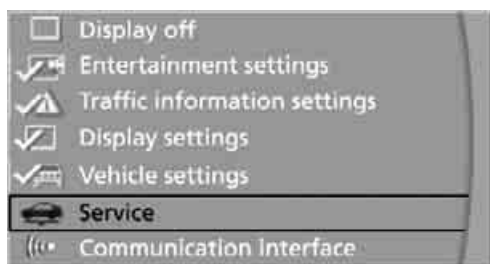 Display off
Entertainment settings
Traffic information settings
Display settings
Vehicle settings
Service
Communication interface